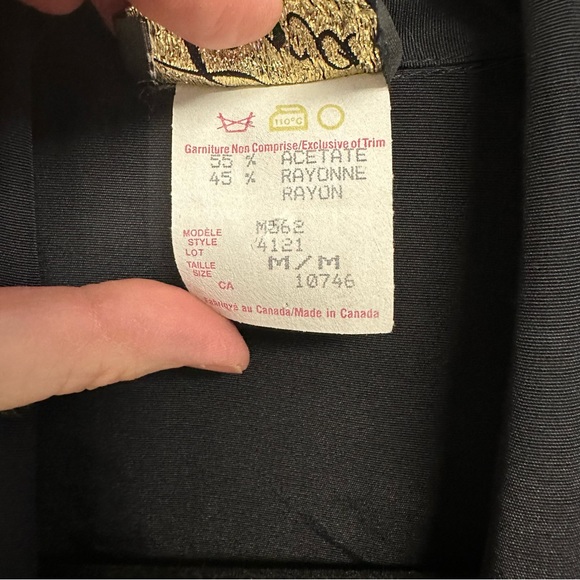 110°C
Garniture Non Comprise/Exclusive of Trim
55 % ACETATE
45 % RAYONNE
RAYON
MODÈLE M562
STYLE
LOT 4121
TAILLE M/M
SIZE
CA 10746
Fabriqué au Canada/Made in Canada